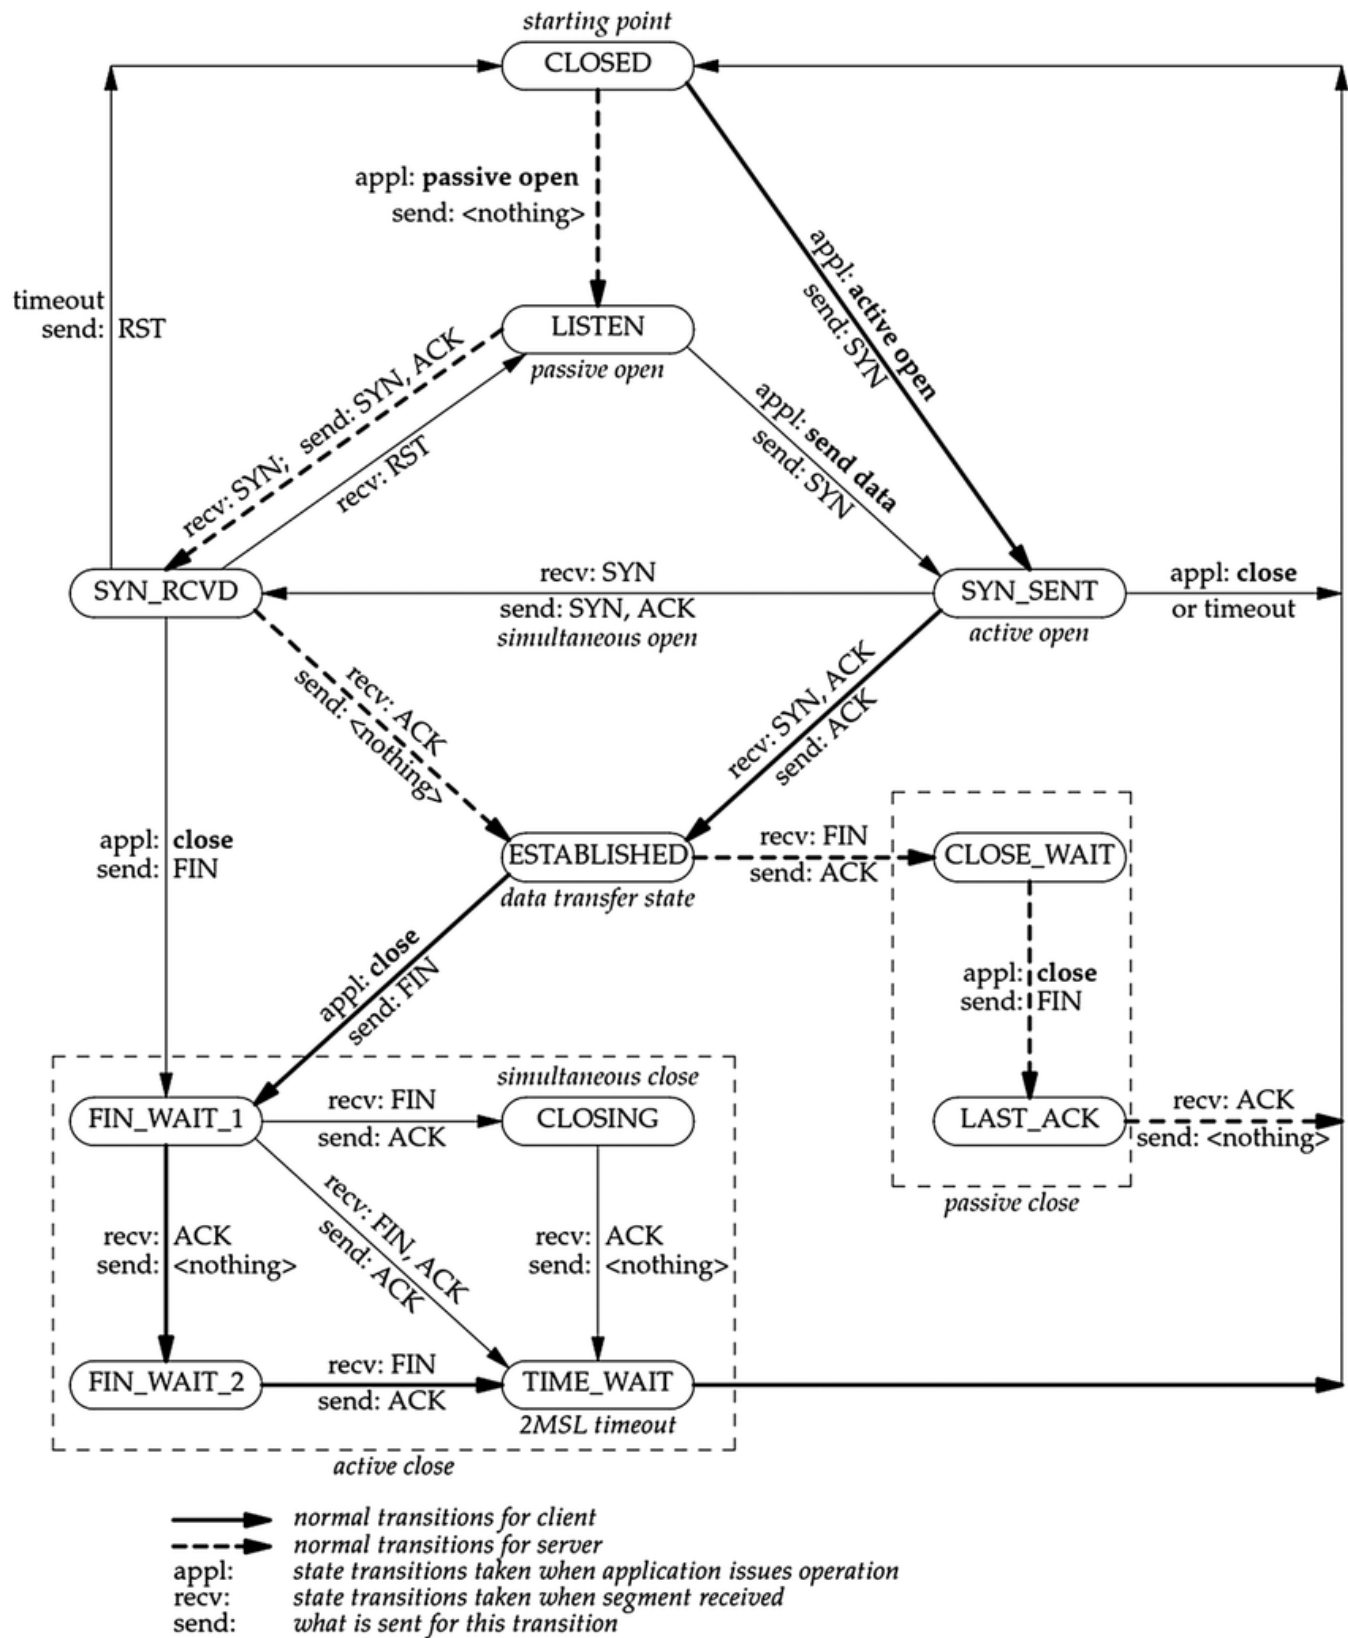 starting point
CLOSED
appl: passive open
send: <nothing>
appl: active open
send: SYN
timeout
send: RST
LISTEN
passive open
recv: SYN; send: SYN, ACK
recv: RST
appl: send data
send: SYN
SYN_RCVD
recv: SYN
send: SYN, ACK
simultaneous open
SYN_SENT
active open
appl: close
or timeout
recv: ACK
send: <nothing>
recv: SYN, ACK
send: ACK
appl: close
send: FIN
ESTABLISHED
data transfer state
recv: FIN
send: ACK
CLOSE_WAIT
appl: close
send: FIN
appl: close
send: FIN
simultaneous close
FIN_WAIT_1
recv: FIN
send: ACK
CLOSING
LAST_ACK
recv: ACK
send: <nothing>
passive close
recv: ACK
send: <nothing>
recv: FIN, ACK
send: ACK
recv: ACK
send: <nothing>
FIN_WAIT_2
recv: FIN
send: ACK
TIME_WAIT
2MSL timeout
active close
normal transitions for client
normal transitions for server
appl: state transitions taken when application issues operation
recv: state transitions taken when segment received
send: what is sent for this transition